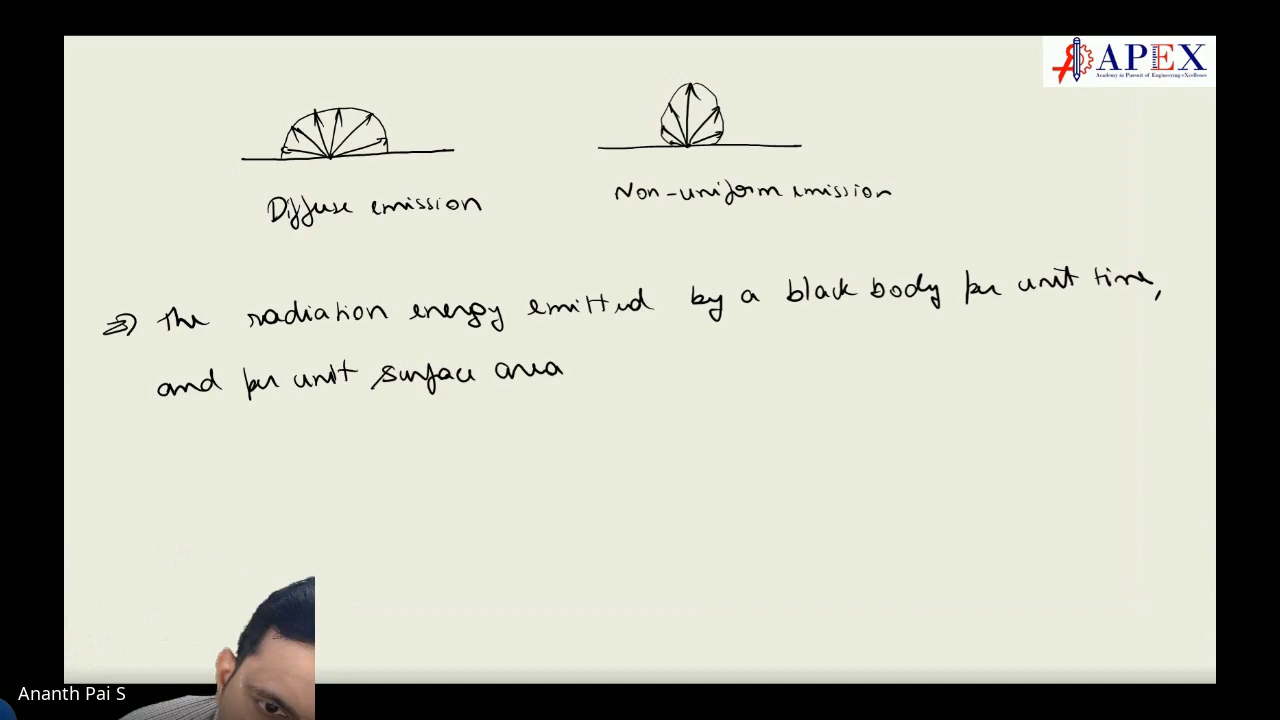 APEX
Academy in Pursuit of Engineering eXcellence
Diffuse emission
Non-uniform emission
⇒ The radiation energy emitted by a black body per unit time,
and per unit surface area
Ananth Pai S